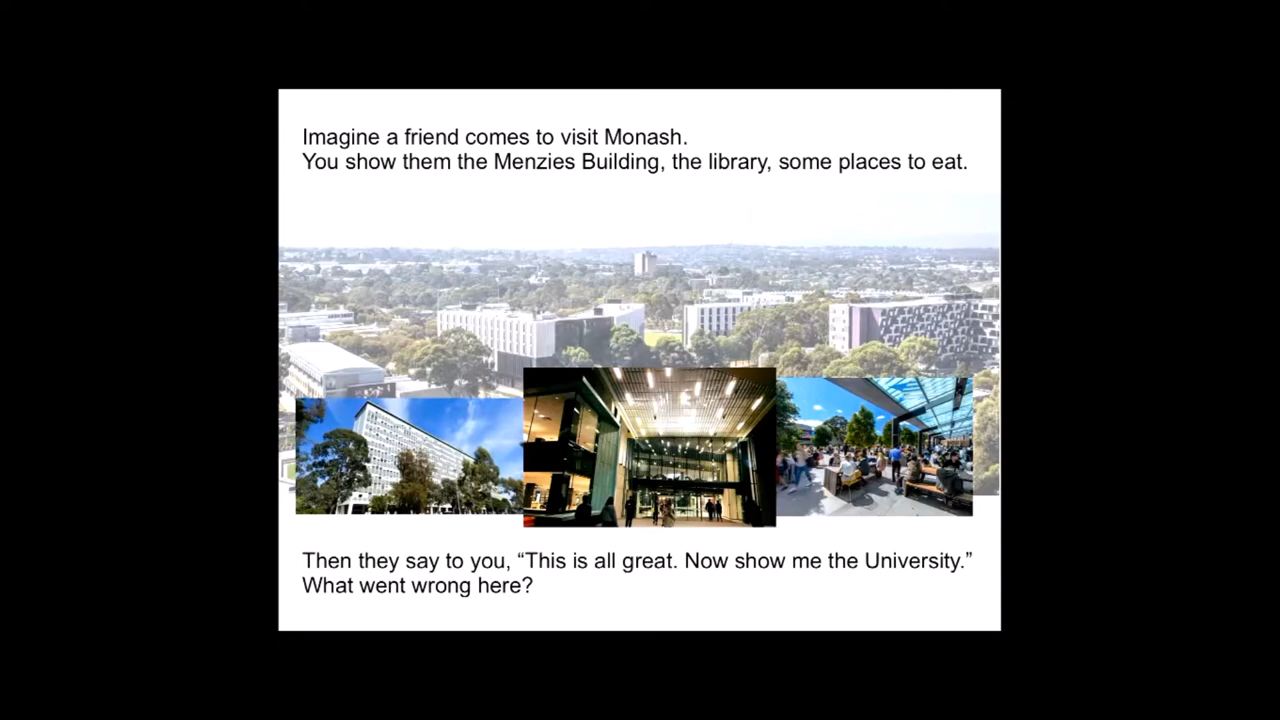 Imagine a friend comes to visit Monash.
You show them the Menzies Building, the library, some places to eat.
Then they say to you, “This is all great. Now show me the University.”
What went wrong here?